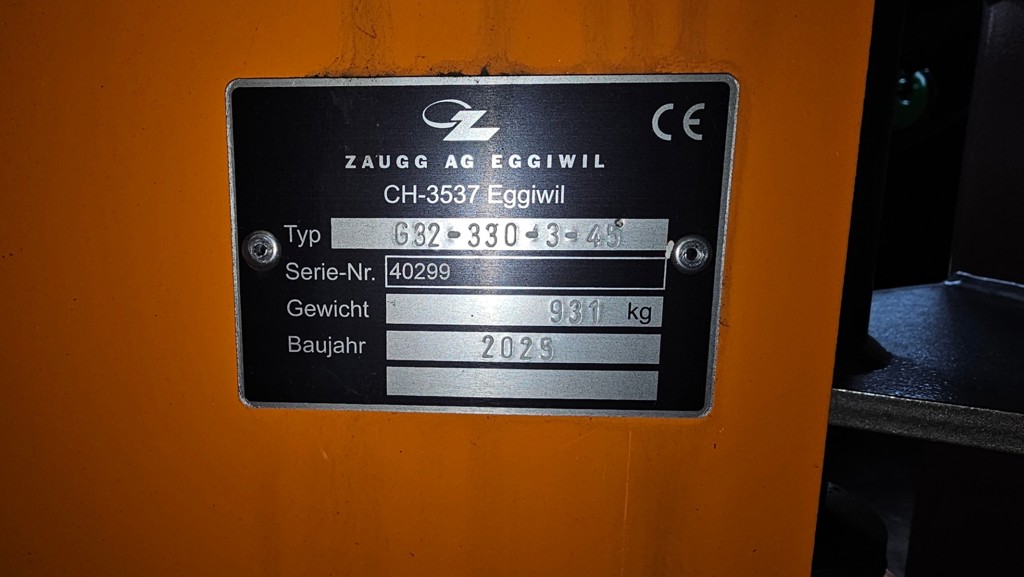 CE
ZAUGG AG EGGIWIL
CH-3537 Eggiwil
Typ G32-330-3-45
Serie-Nr. 40299
Gewicht 931 kg
Baujahr